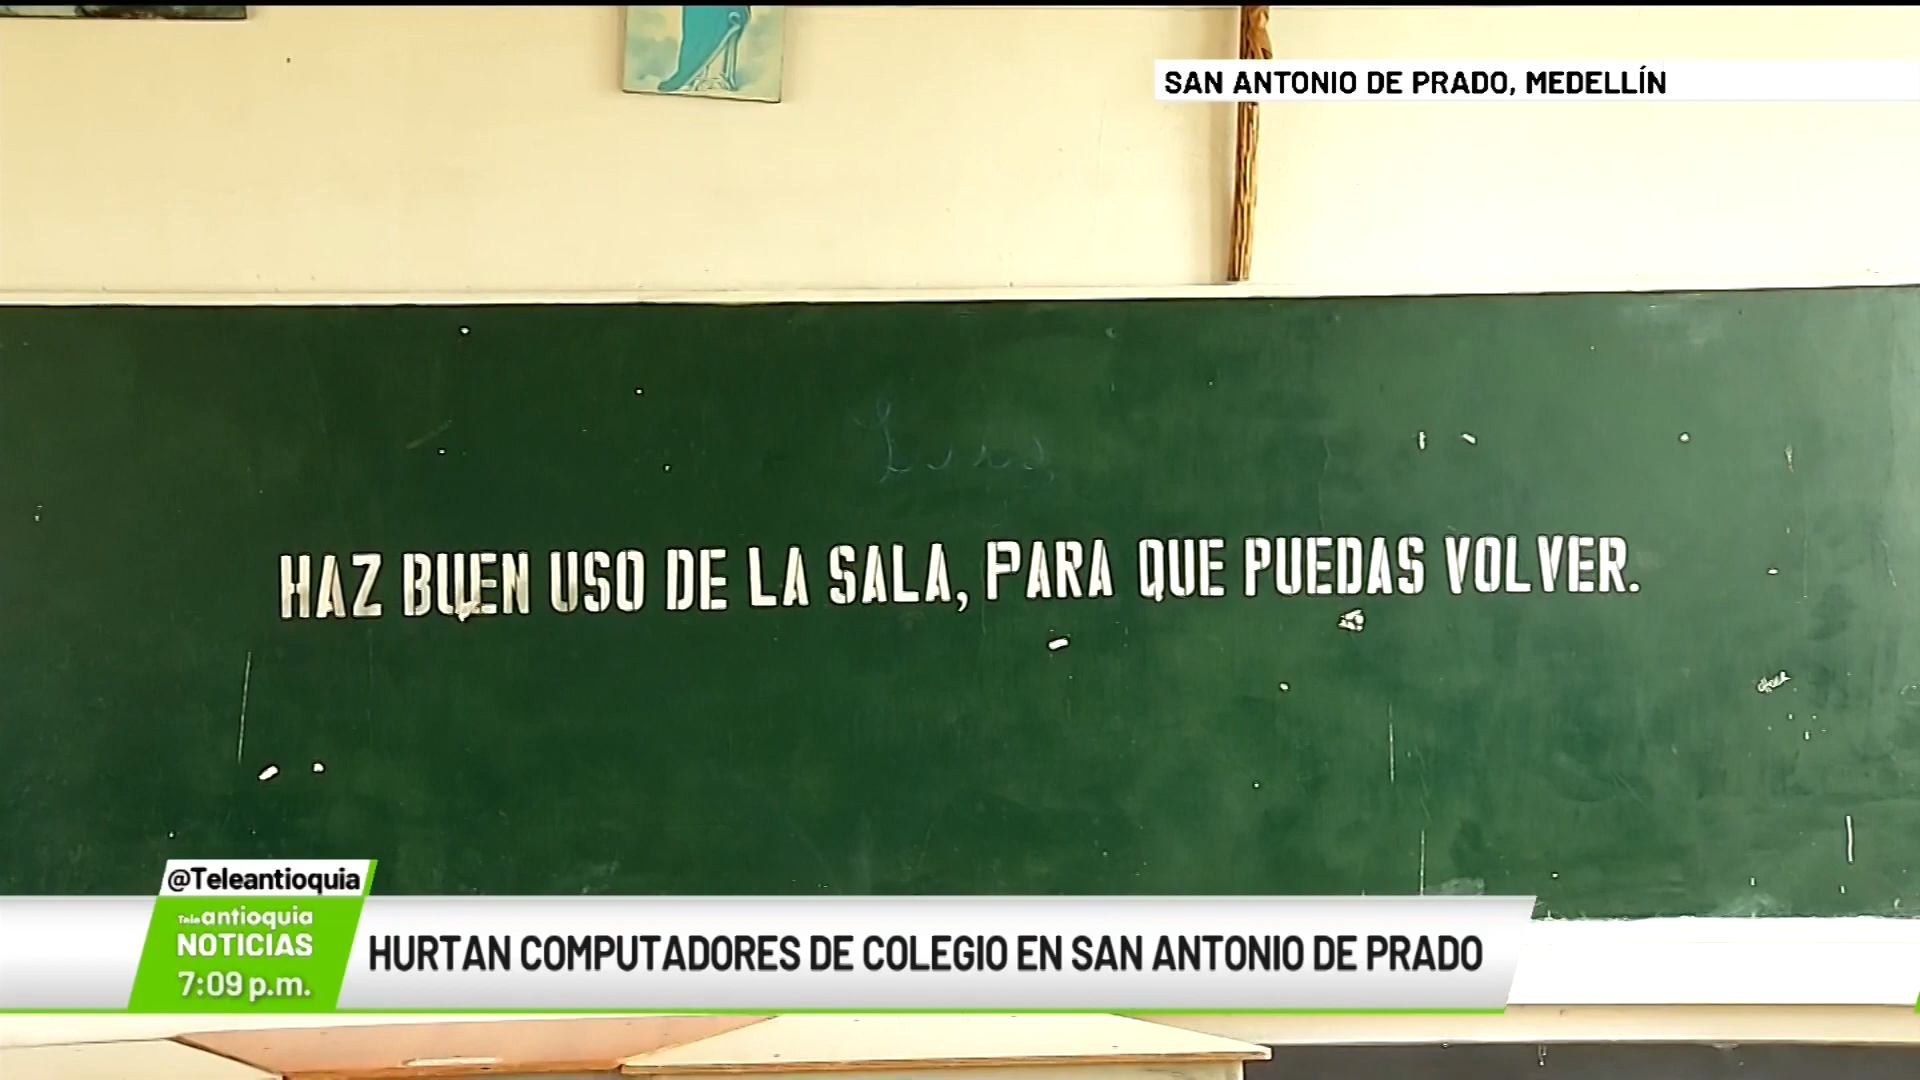 SAN ANTONIO DE PRADO, MEDELLÍN
HAZ BUEN USO DE LA SALA, PARA QUE PUEDAS VOLVER.
@Teleantioquia
Teleantioquia
NOTICIAS
7:09 p.m.
HURTAN COMPUTADORES DE COLEGIO EN SAN ANTONIO DE PRADO